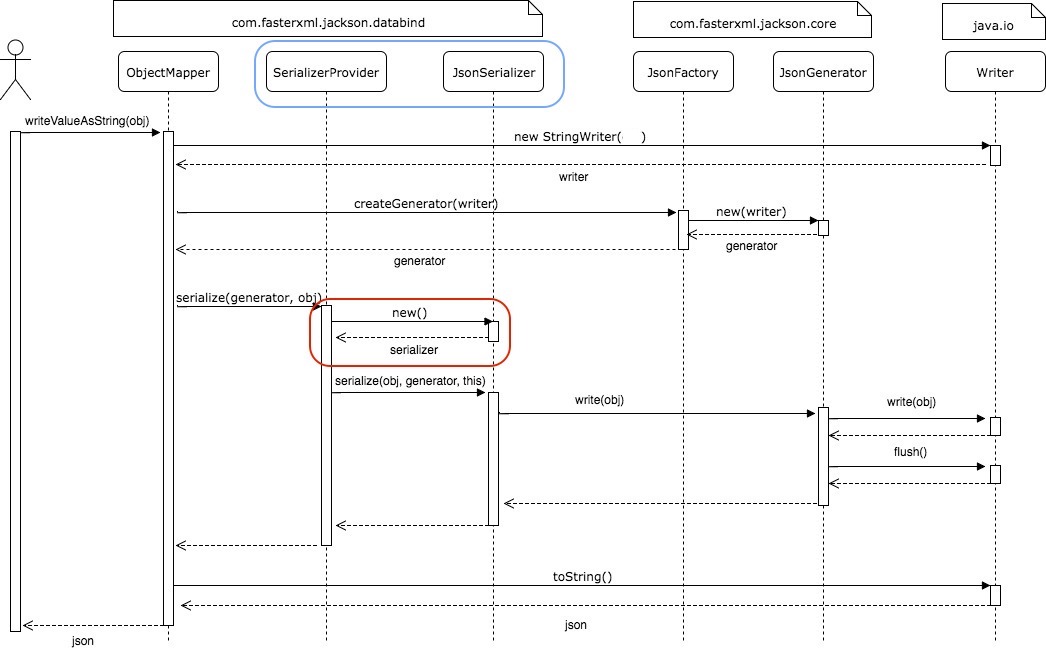 com.fasterxml.jackson.databind
com.fasterxml.jackson.core
java.io
ObjectMapper
SerializerProvider
JsonSerializer
JsonFactory
JsonGenerator
Writer
writeValueAsString(obj)
new StringWriter( )
writer
createGenerator(writer)
new(writer)
generator
generator
serialize(generator, obj)
new()
serializer
serialize(obj, generator, this)
write(obj)
write(obj)
flush()
toString()
json
json